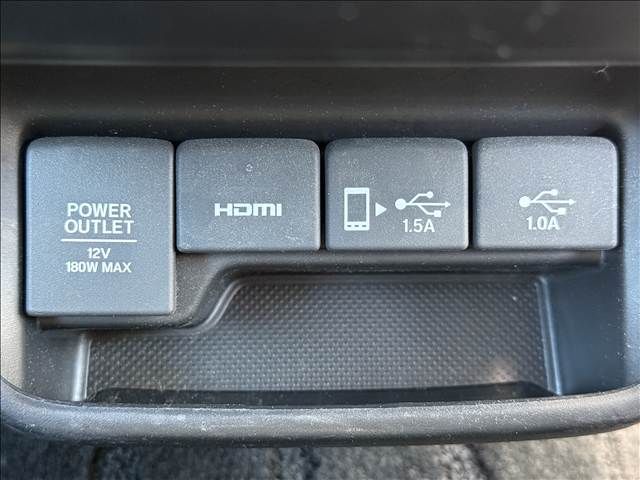 POWER
OUTLET
12V
180W MAX
HDMI
1.5A
1.0A